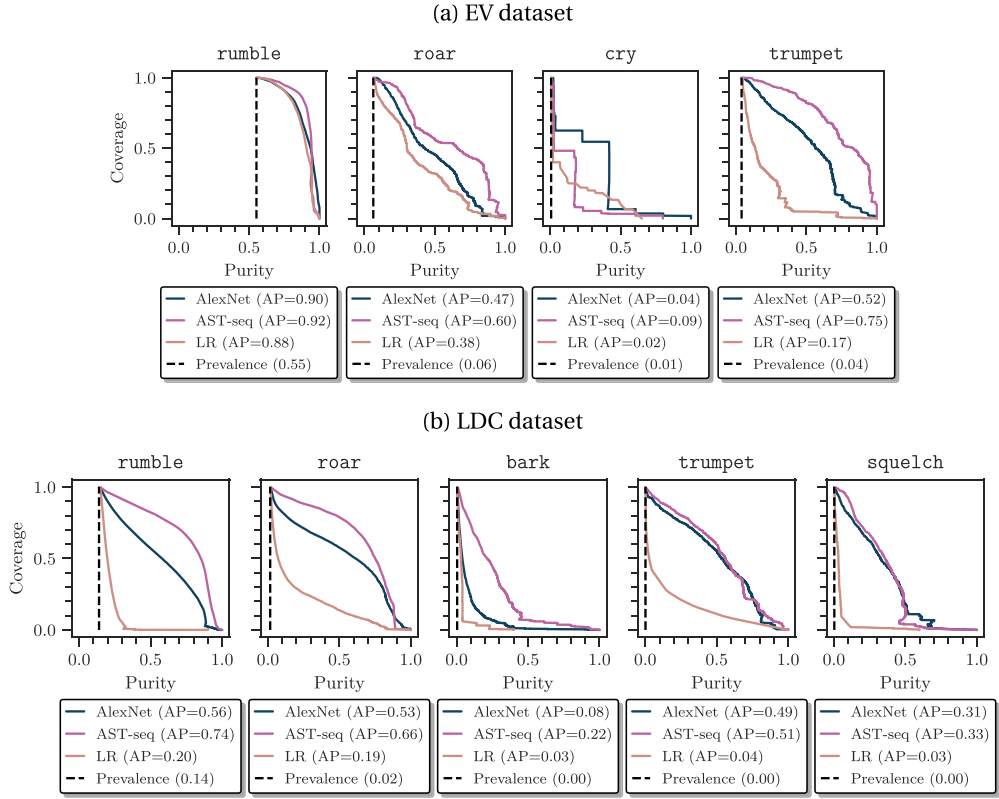 (a) EV dataset
rumble roar cry trumpet
Coverage
1.0
0.5
0.0
0.0 0.5 1.0 0.0 0.5 1.0 0.0 0.5 1.0 0.0 0.5 1.0
Purity Purity Purity Purity
AlexNet (AP=0.90)
AST-seq (AP=0.92)
LR (AP=0.88)
Prevalence (0.55)
AlexNet (AP=0.47)
AST-seq (AP=0.60)
LR (AP=0.38)
Prevalence (0.06)
AlexNet (AP=0.04)
AST-seq (AP=0.09)
LR (AP=0.02)
Prevalence (0.01)
AlexNet (AP=0.52)
AST-seq (AP=0.75)
LR (AP=0.17)
Prevalence (0.04)
(b) LDC dataset
rumble roar bark trumpet squelch
Coverage
1.0
0.5
0.0
0.0 0.5 1.0 0.0 0.5 1.0 0.0 0.5 1.0 0.0 0.5 1.0 0.0 0.5 1.0
Purity Purity Purity Purity Purity
AlexNet (AP=0.56)
AST-seq (AP=0.74)
LR (AP=0.20)
Prevalence (0.14)
AlexNet (AP=0.53)
AST-seq (AP=0.66)
LR (AP=0.19)
Prevalence (0.02)
AlexNet (AP=0.08)
AST-seq (AP=0.22)
LR (AP=0.03)
Prevalence (0.00)
AlexNet (AP=0.49)
AST-seq (AP=0.51)
LR (AP=0.04)
Prevalence (0.00)
AlexNet (AP=0.31)
AST-seq (AP=0.33)
LR (AP=0.03)
Prevalence (0.00)